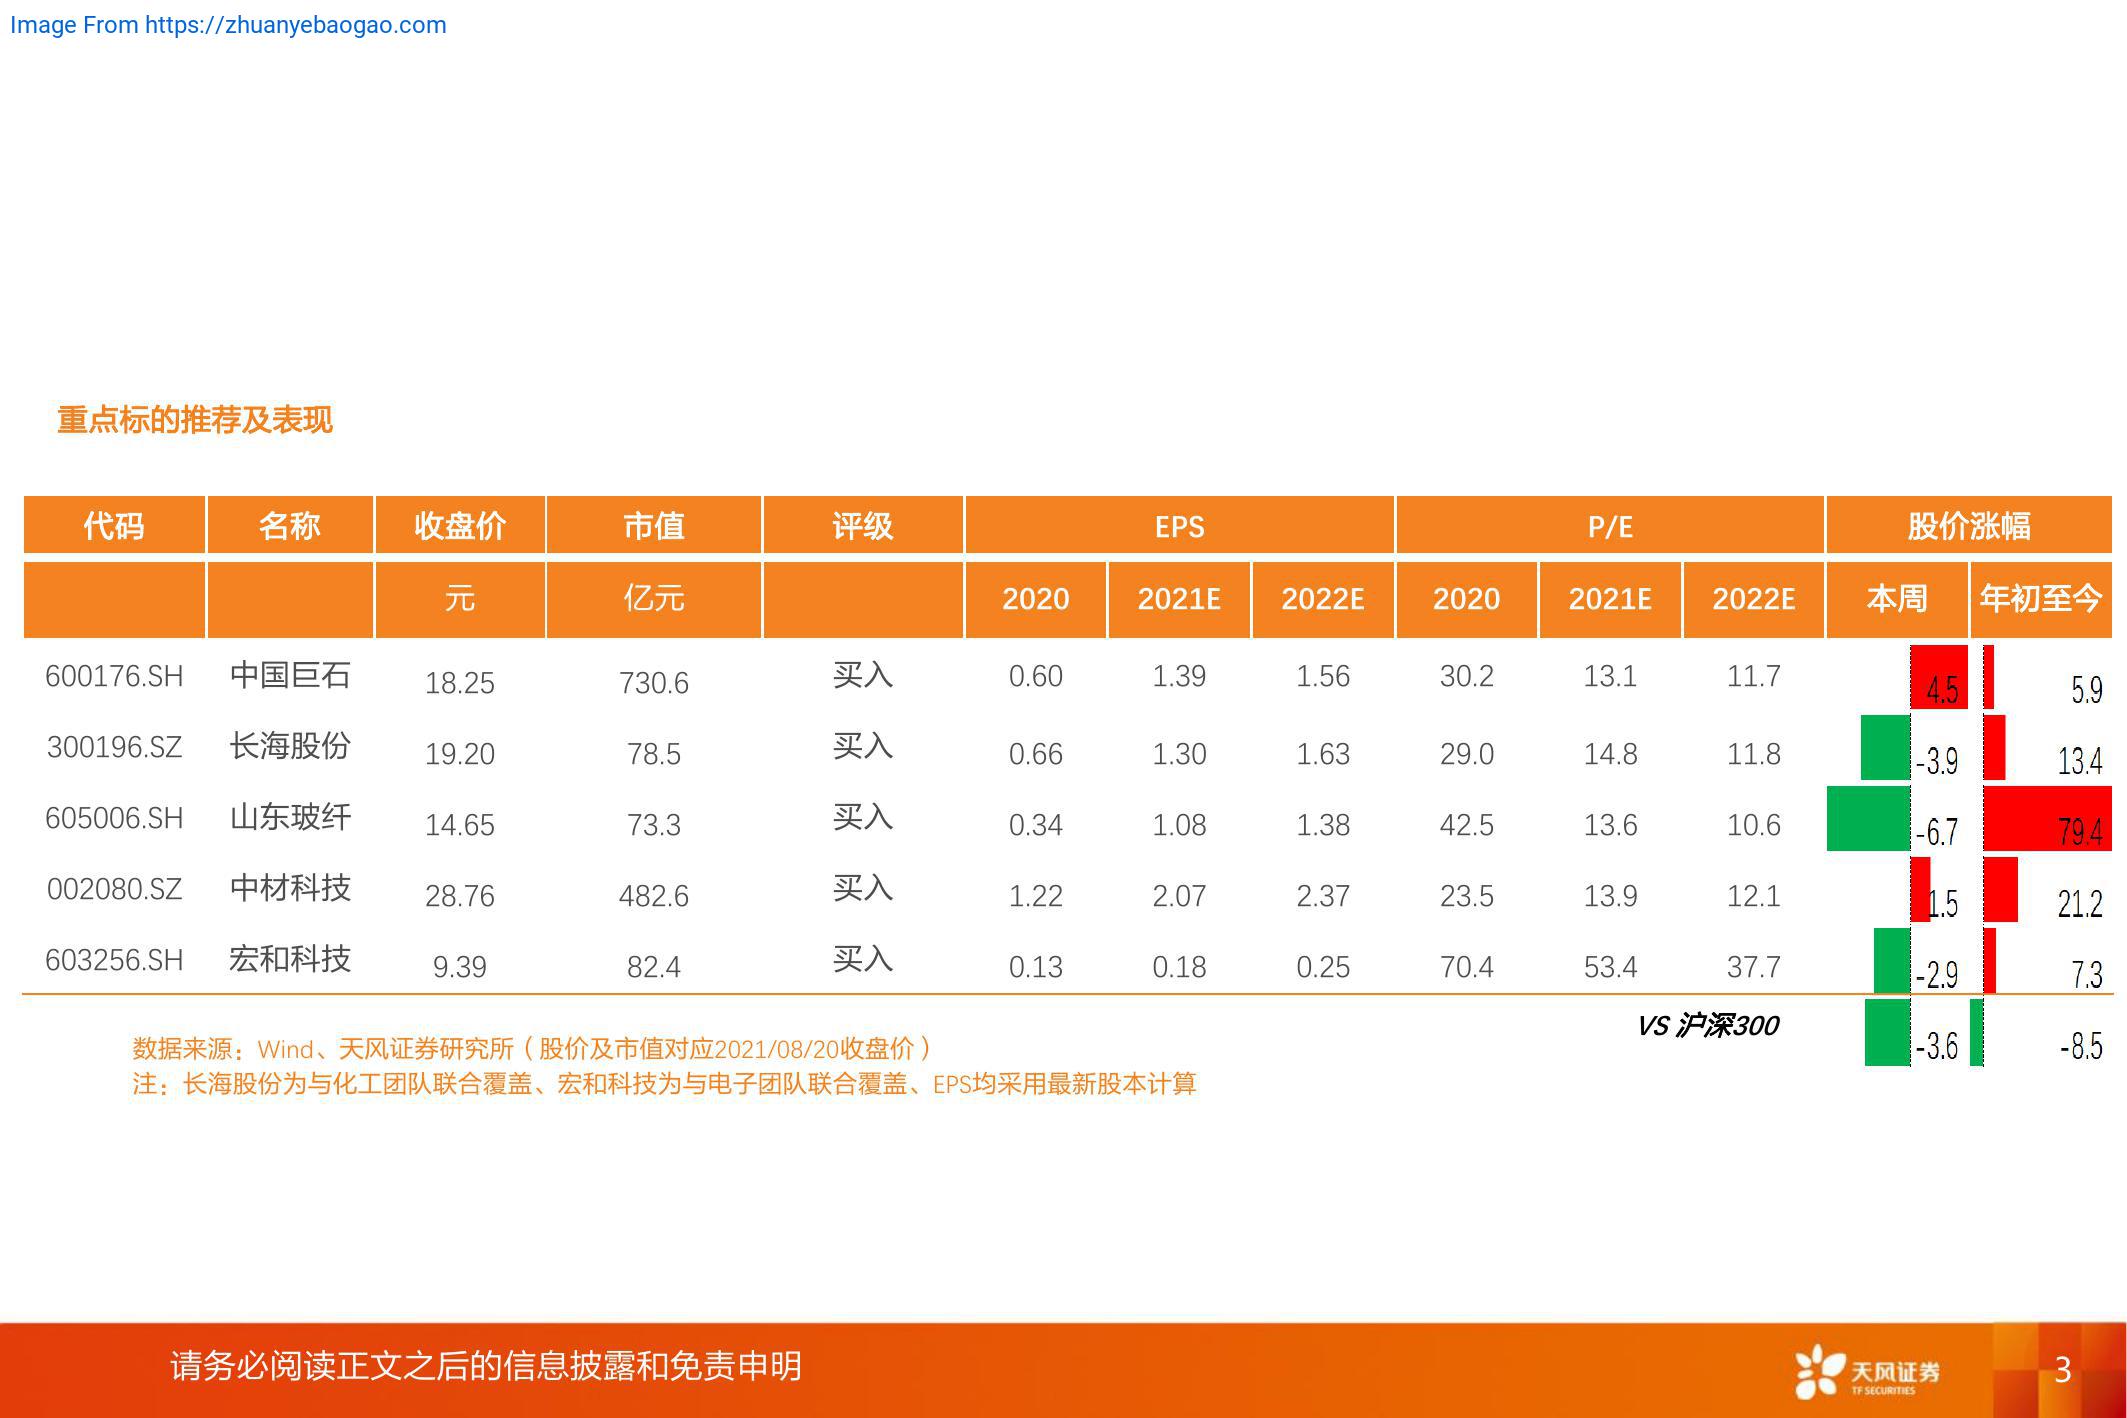 Image From https://zhuanyebaogao.com
重点标的推荐及表现
代码 名称 收盘价 市值 评级 EPS P/E 股价涨幅
元 亿元 2020 2021E 2022E 2020 2021E 2022E 本周 年初至今
600176.SH 中国巨石 18.25 730.6 买入 0.60 1.39 1.56 30.2 13.1 11.7 4.5 5.9
300196.SZ 长海股份 19.20 78.5 买入 0.66 1.30 1.63 29.0 14.8 11.8 -3.9 13.4
605006.SH 山东玻纤 14.65 73.3 买入 0.34 1.08 1.38 42.5 13.6 10.6 -6.7 79.4
002080.SZ 中材科技 28.76 482.6 买入 1.22 2.07 2.37 23.5 13.9 12.1 1.5 21.2
603256.SH 宏和科技 9.39 82.4 买入 0.13 0.18 0.25 70.4 53.4 37.7 -2.9 7.3
VS 沪深300 -3.6 -8.5
数据来源：Wind、天风证券研究所（股价及市值对应2021/08/20收盘价）
注：长海股份为与化工团队联合覆盖、宏和科技为与电子团队联合覆盖、EPS均采用最新股本计算
请务必阅读正文之后的信息披露和免责申明
天风证券
TF SECURITIES
3